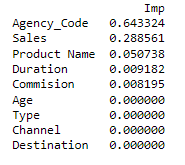 Imp
Agency_Code 0.643324
Sales 0.288561
Product Name 0.050738
Duration 0.009182
Commision 0.008195
Age 0.000000
Type 0.000000
Channel 0.000000
Destination 0.000000